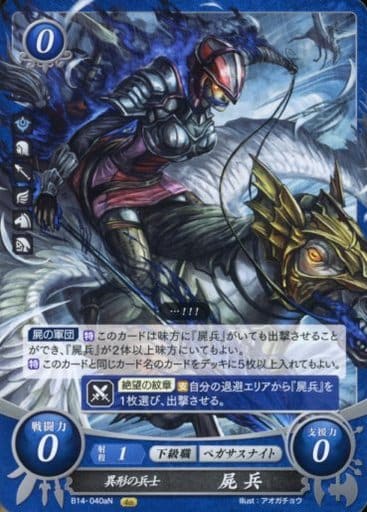 0
…!!!
屍の軍団 特 このカードは味方に『屍兵』がいても出撃させること
ができ、『屍兵』が2体以上味方にいてもよい。
特 このカードと同じカード名のカードをデッキに5枚以上入れてもよい。
絶望の紋章 支 自分の退避エリアから『屍兵』を
1枚選び、出撃させる。
戦闘力
0
射程
1
下級職
ペガサスナイト
支援力
0
異形の兵士
屍兵
B14-040aN
Illust：アオガチョウ